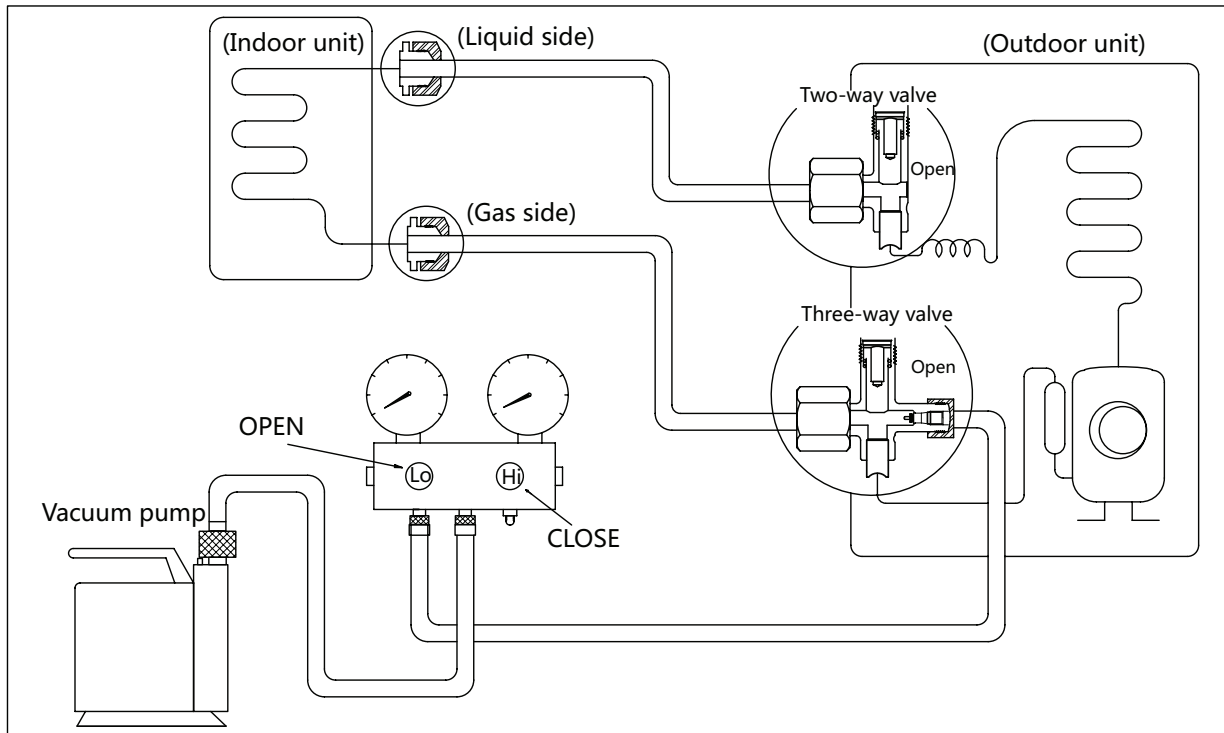 (Indoor unit)
(Liquid side)
(Outdoor unit)
Two-way valve
Open
(Gas side)
Three-way valve
Open
OPEN
Lo
Hi
CLOSE
Vacuum pump